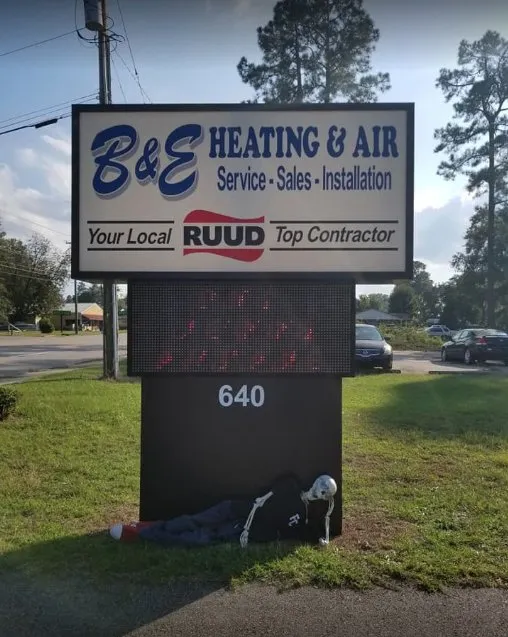 B&E HEATING & AIR
Service - Sales - Installation
Your Local RUUD Top Contractor
640